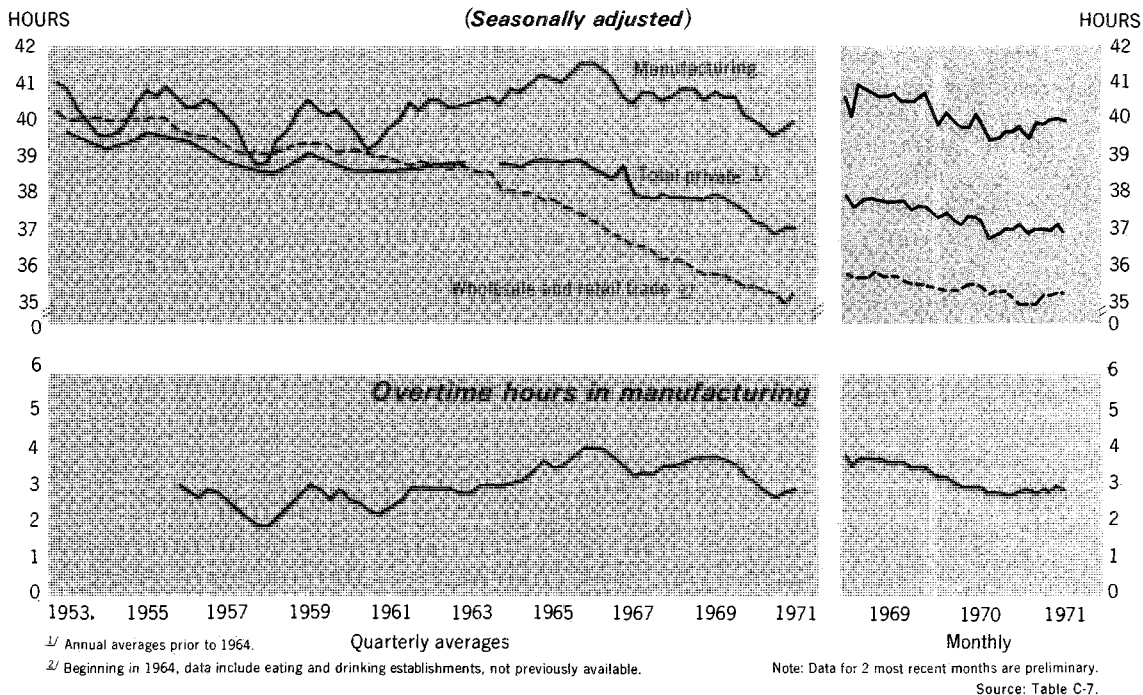 HOURS (Seasonally adjusted) HOURS
42 42
41 Manufacturing 41
40 40
39 39
38 Total private 1/ 38
37 37
36 36
35 Wholesale and retail trade 2/ 35
0 0
6 6
Overtime hours in manufacturing
5 5
4 4
3 3
2 2
1 1
0 0
1953. 1955 1957 1959 1961 1963 1965 1967 1969 1971 1969 1970 1971
1/ Annual averages prior to 1964. Quarterly averages Monthly
2/ Beginning in 1964, data include eating and drinking establishments, not previously available. Note: Data for 2 most recent months are preliminary.
Source: Table C-7.